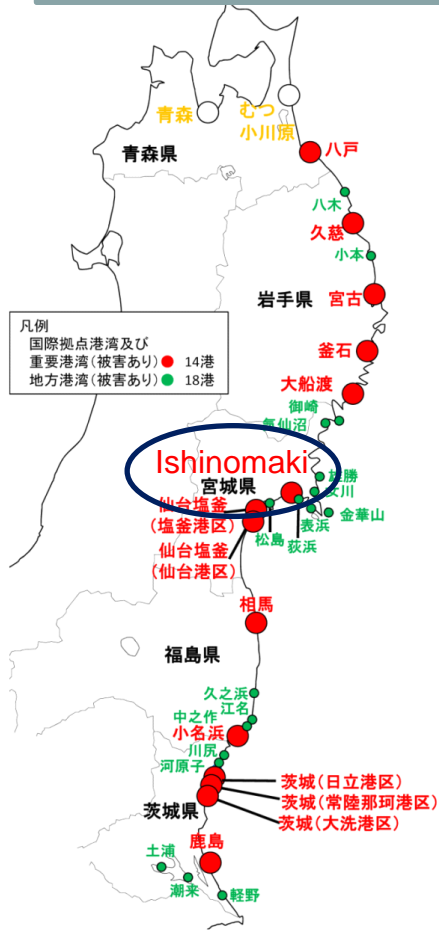 青森
むつ
小川原
青森県
八戸
八木
久慈
小本
宮古
岩手県
凡例
国際拠点港湾及び
重要港湾(被害あり) 14港
地方港湾(被害あり) 18港
釜石
大船渡
御崎
気仙沼
Ishinomaki
雄勝
宮城県
女川
仙台塩釜
(塩釜港区)
金華山
表浜
松島
荻浜
仙台塩釜
(仙台港区)
相馬
福島県
久之浜
江名
中之作
小名浜
川尻
河原子
茨城(日立港区)
茨城(常陸那珂港区)
茨城県
茨城(大洗港区)
鹿島
土浦
潮来
軽野